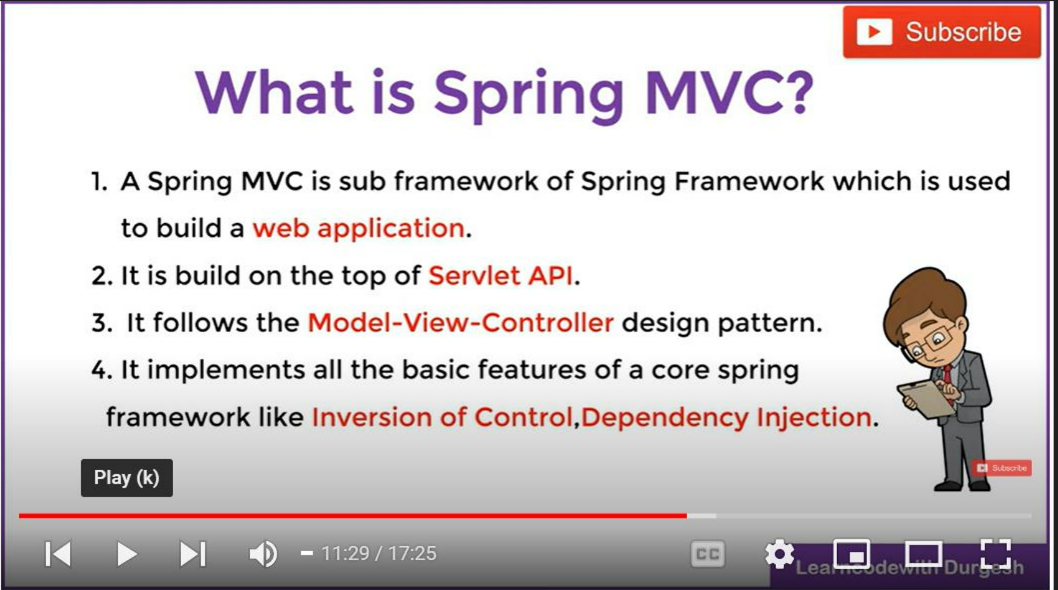 Subscribe
What is Spring MVC?
1. A Spring MVC is sub framework of Spring Framework which is used
to build a web application.
2. It is build on the top of Servlet API.
3. It follows the Model-View-Controller design pattern.
4. It implements all the basic features of a core spring
framework like Inversion of Control,Dependency Injection.
Subscribe
Play (k)
11:29 / 17:25
CC
LearncodewithDurgesh